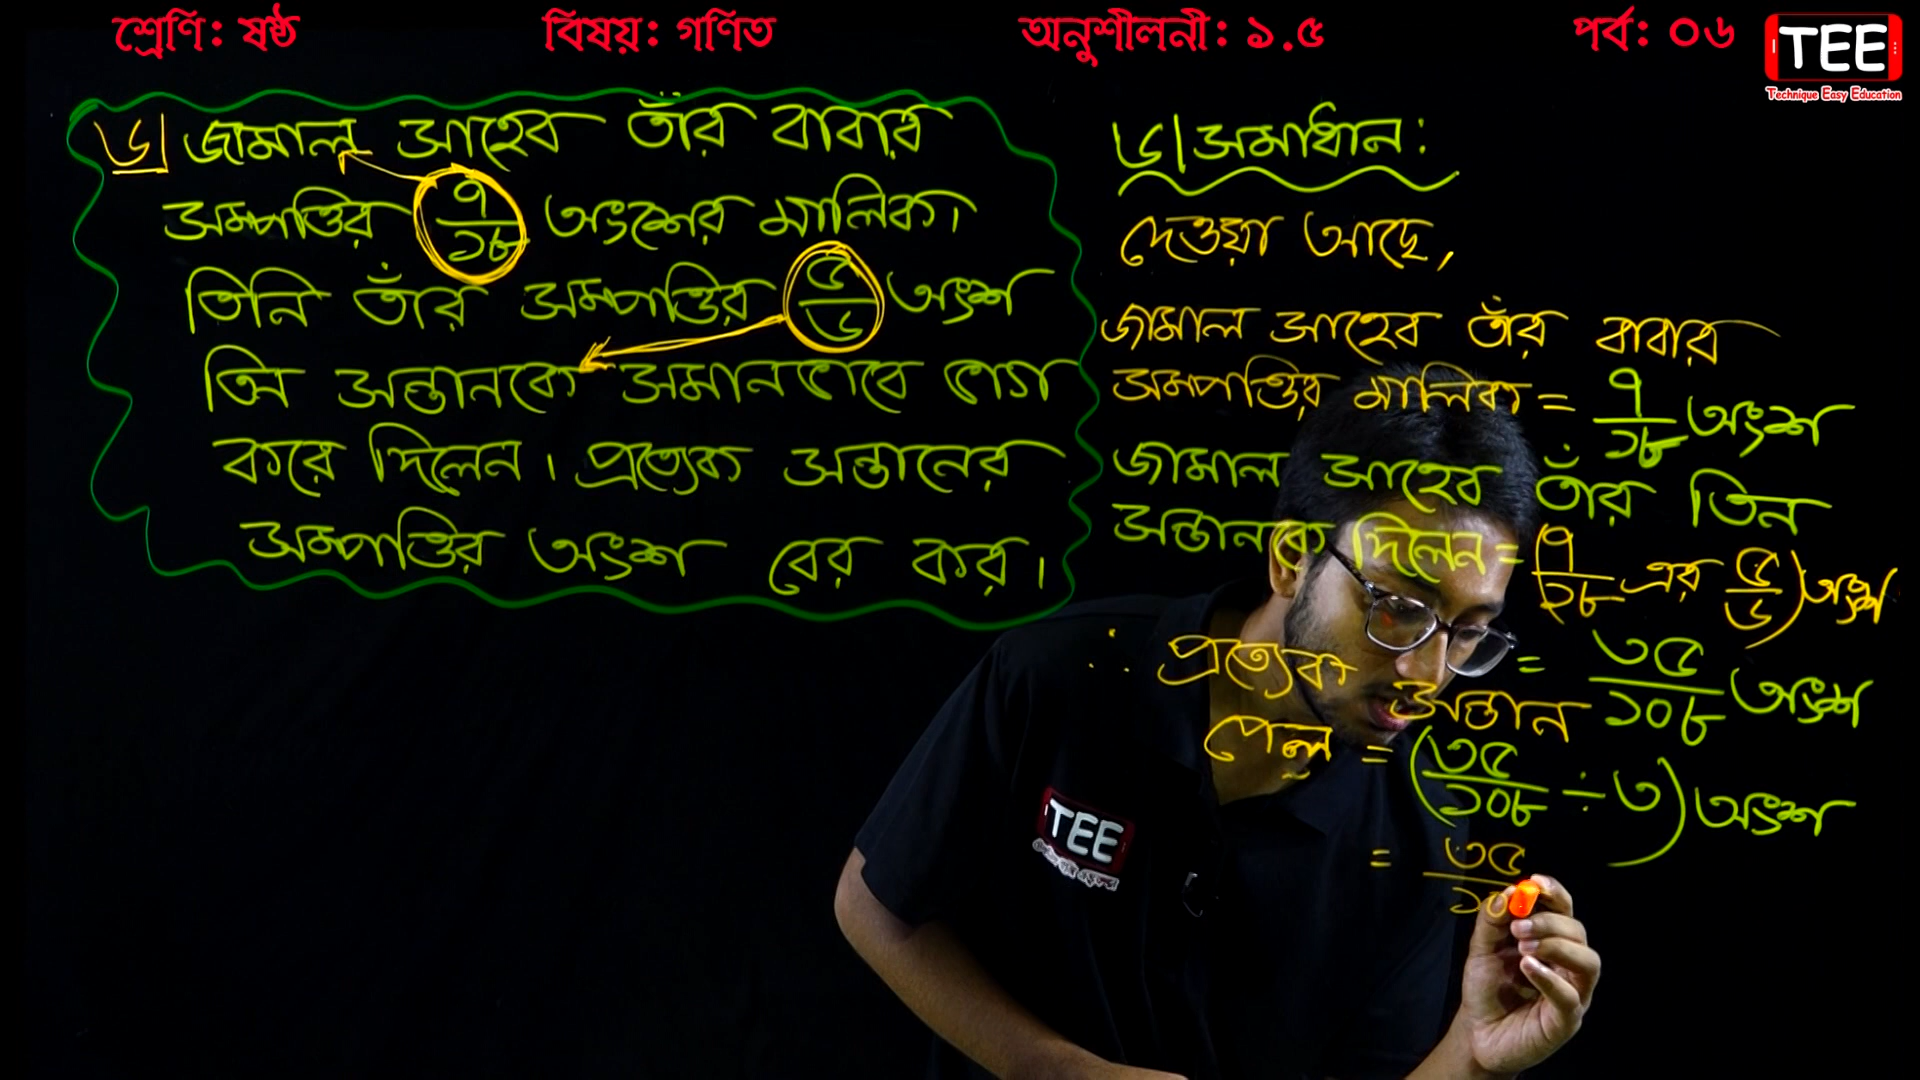 শ্রেণি: ষষ্ঠ বিষয়: গণিত অনুশীলনী: ১.৫ পর্ব: ০৬
TEE
Technique Easy Education
৬| জামাল সাহেব তাঁর বাবার
সম্পত্তির ৭/১৮ অংশের মালিক।
তিনি তাঁর সম্পত্তির ৫/৬ অংশ
তিন সন্তানকে সমানভাবে ভাগ
করে দিলেন। প্রত্যেক সন্তানের
সম্পত্তির অংশ বের কর।
৬| সমাধান:
দেওয়া আছে,
জামাল সাহেব তাঁর বাবার
সম্পত্তির মালিক = ৭/১৮ অংশ
জামাল সাহেব তাঁর তিন
সন্তানকে দিলেন = (৭/১৮ এর ৫/৬) অংশ
= ৩৫/১০৮ অংশ
∴ প্রত্যেক সন্তান
পেল = (৩৫/১০৮ ÷ ৩) অংশ
= ৩৫/১০
TEE